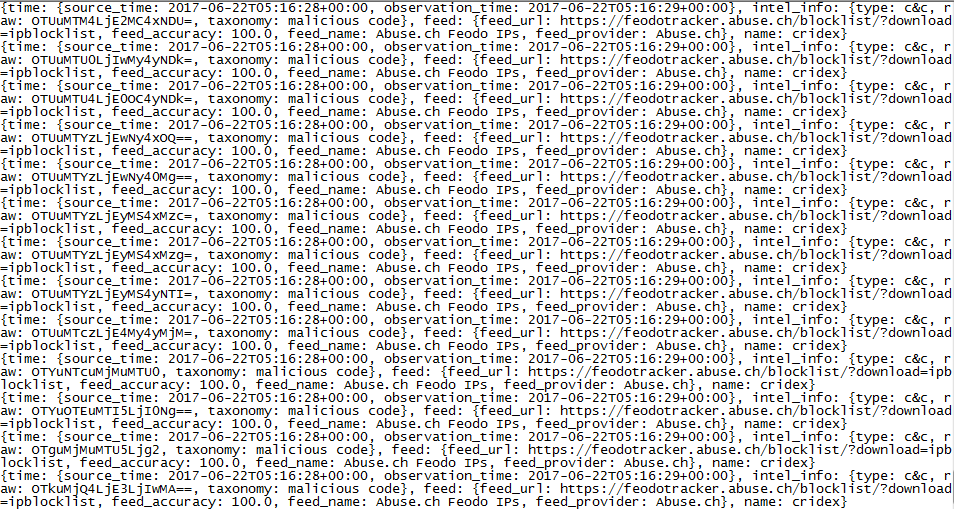 {time: {source_time: 2017-06-22T05:16:28+00:00, observation_time: 2017-06-22T05:16:29+00:00}, intel_info: {type: c&c, r
aw: OTUuMTM4LjE2MC4xNDU=, taxonomy: malicious code}, feed: {feed_url: https://feodotracker.abuse.ch/blocklist/?download
=ipblocklist, feed_accuracy: 100.0, feed_name: Abuse.ch Feodo IPs, feed_provider: Abuse.ch}, name: cridex}
{time: {source_time: 2017-06-22T05:16:28+00:00, observation_time: 2017-06-22T05:16:29+00:00}, intel_info: {type: c&c, r
aw: OTUuMTU0LjIwMy4yNDk=, taxonomy: malicious code}, feed: {feed_url: https://feodotracker.abuse.ch/blocklist/?download
=ipblocklist, feed_accuracy: 100.0, feed_name: Abuse.ch Feodo IPs, feed_provider: Abuse.ch}, name: cridex}
{time: {source_time: 2017-06-22T05:16:28+00:00, observation_time: 2017-06-22T05:16:29+00:00}, intel_info: {type: c&c, r
aw: OTUuMTU4LjE0OC4yNDk=, taxonomy: malicious code}, feed: {feed_url: https://feodotracker.abuse.ch/blocklist/?download
=ipblocklist, feed_accuracy: 100.0, feed_name: Abuse.ch Feodo IPs, feed_provider: Abuse.ch}, name: cridex}
{time: {source_time: 2017-06-22T05:16:28+00:00, observation_time: 2017-06-22T05:16:29+00:00}, intel_info: {type: c&c, r
aw: OTUuMTYzLjEwNy4xOQ==, taxonomy: malicious code}, feed: {feed_url: https://feodotracker.abuse.ch/blocklist/?download
=ipblocklist, feed_accuracy: 100.0, feed_name: Abuse.ch Feodo IPs, feed_provider: Abuse.ch}, name: cridex}
{time: {source_time: 2017-06-22T05:16:28+00:00, observation_time: 2017-06-22T05:16:29+00:00}, intel_info: {type: c&c, r
aw: OTUuMTYzLjEwNy40Mg==, taxonomy: malicious code}, feed: {feed_url: https://feodotracker.abuse.ch/blocklist/?download
=ipblocklist, feed_accuracy: 100.0, feed_name: Abuse.ch Feodo IPs, feed_provider: Abuse.ch}, name: cridex}
{time: {source_time: 2017-06-22T05:16:28+00:00, observation_time: 2017-06-22T05:16:29+00:00}, intel_info: {type: c&c, r
aw: OTUuMTYzLjEyMS4xMzc=, taxonomy: malicious code}, feed: {feed_url: https://feodotracker.abuse.ch/blocklist/?download
=ipblocklist, feed_accuracy: 100.0, feed_name: Abuse.ch Feodo IPs, feed_provider: Abuse.ch}, name: cridex}
{time: {source_time: 2017-06-22T05:16:28+00:00, observation_time: 2017-06-22T05:16:29+00:00}, intel_info: {type: c&c, r
aw: OTUuMTYzLjEyMS4xMzg=, taxonomy: malicious code}, feed: {feed_url: https://feodotracker.abuse.ch/blocklist/?download
=ipblocklist, feed_accuracy: 100.0, feed_name: Abuse.ch Feodo IPs, feed_provider: Abuse.ch}, name: cridex}
{time: {source_time: 2017-06-22T05:16:28+00:00, observation_time: 2017-06-22T05:16:29+00:00}, intel_info: {type: c&c, r
aw: OTUuMTYzLjEyMS4yNTI=, taxonomy: malicious code}, feed: {feed_url: https://feodotracker.abuse.ch/blocklist/?download
=ipblocklist, feed_accuracy: 100.0, feed_name: Abuse.ch Feodo IPs, feed_provider: Abuse.ch}, name: cridex}
{time: {source_time: 2017-06-22T05:16:28+00:00, observation_time: 2017-06-22T05:16:29+00:00}, intel_info: {type: c&c, r
aw: OTUuMTczLjE4My4yMjM=, taxonomy: malicious code}, feed: {feed_url: https://feodotracker.abuse.ch/blocklist/?download
=ipblocklist, feed_accuracy: 100.0, feed_name: Abuse.ch Feodo IPs, feed_provider: Abuse.ch}, name: cridex}
{time: {source_time: 2017-06-22T05:16:28+00:00, observation_time: 2017-06-22T05:16:29+00:00}, intel_info: {type: c&c, r
aw: OTYuNTcuMjMuMTU0, taxonomy: malicious code}, feed: {feed_url: https://feodotracker.abuse.ch/blocklist/?download=ipb
locklist, feed_accuracy: 100.0, feed_name: Abuse.ch Feodo IPs, feed_provider: Abuse.ch}, name: cridex}
{time: {source_time: 2017-06-22T05:16:28+00:00, observation_time: 2017-06-22T05:16:29+00:00}, intel_info: {type: c&c, r
aw: OTYuOTEuMTI5LjI0Ng==, taxonomy: malicious code}, feed: {feed_url: https://feodotracker.abuse.ch/blocklist/?download
=ipblocklist, feed_accuracy: 100.0, feed_name: Abuse.ch Feodo IPs, feed_provider: Abuse.ch}, name: cridex}
{time: {source_time: 2017-06-22T05:16:28+00:00, observation_time: 2017-06-22T05:16:29+00:00}, intel_info: {type: c&c, r
aw: OTguMjMuMTU5Ljg2, taxonomy: malicious code}, feed: {feed_url: https://feodotracker.abuse.ch/blocklist/?download=ipb
locklist, feed_accuracy: 100.0, feed_name: Abuse.ch Feodo IPs, feed_provider: Abuse.ch}, name: cridex}
{time: {source_time: 2017-06-22T05:16:28+00:00, observation_time: 2017-06-22T05:16:29+00:00}, intel_info: {type: c&c, r
aw: OTkuMjQ4LjE3LjIwMA==, taxonomy: malicious code}, feed: {feed_url: https://feodotracker.abuse.ch/blocklist/?download
=ipblocklist, feed_accuracy: 100.0, feed_name: Abuse.ch Feodo IPs, feed_provider: Abuse.ch}, name: cridex}